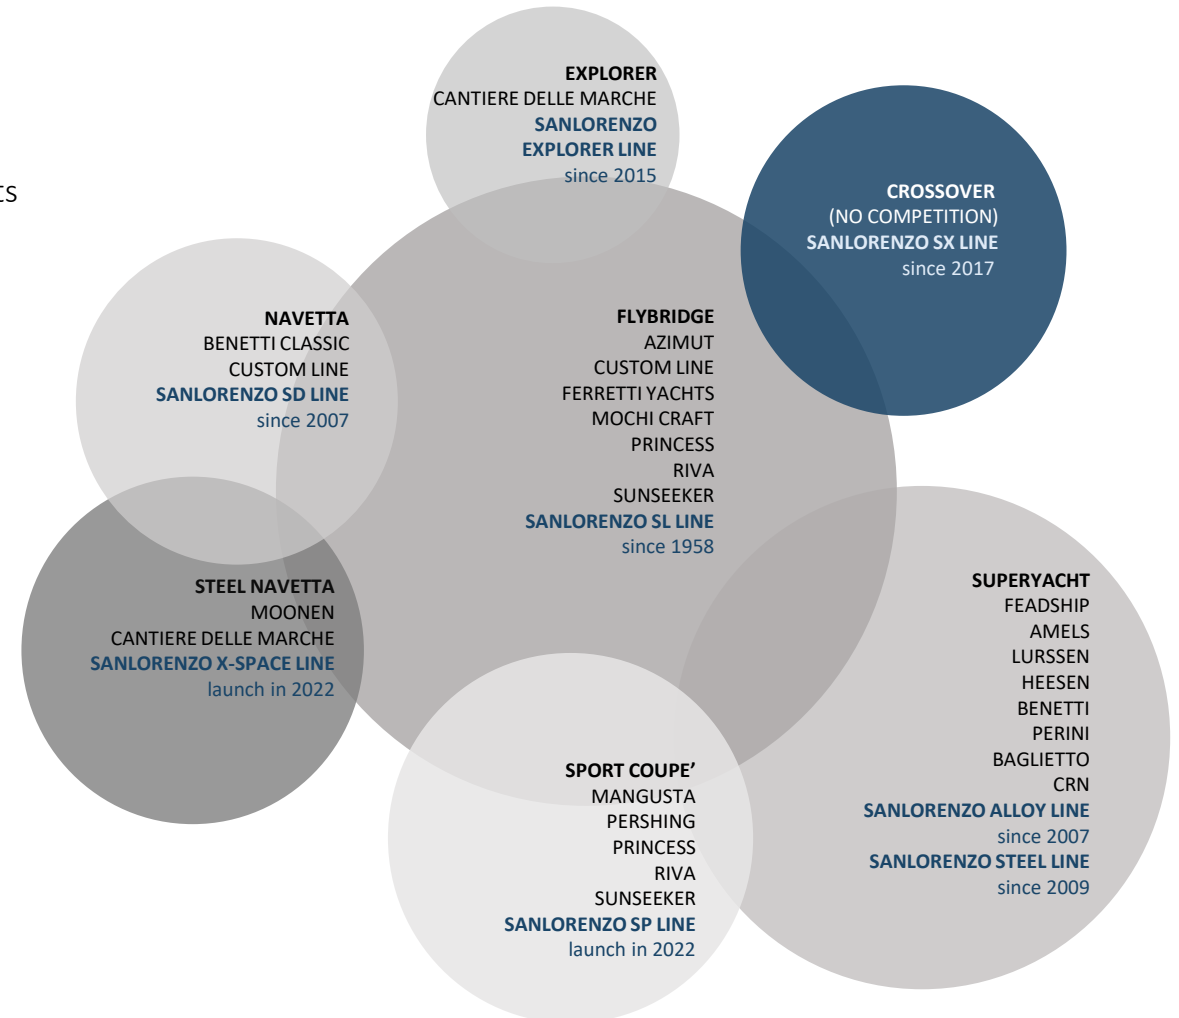 EXPLORER
CANTIERE DELLE MARCHE
SANLORENZO
EXPLORER LINE
since 2015
CROSSOVER
(NO COMPETITION)
SANLORENZO SX LINE
since 2017
NAVETTA
BENETTI CLASSIC
CUSTOM LINE
SANLORENZO SD LINE
since 2007
FLYBRIDGE
AZIMUT
CUSTOM LINE
FERRETTI YACHTS
MOCHI CRAFT
PRINCESS
RIVA
SUNSEEKER
SANLORENZO SL LINE
since 1958
STEEL NAVETTA
MOONEN
CANTIERE DELLE MARCHE
SANLORENZO X-SPACE LINE
launch in 2022
SUPERYACHT
FEADSHIP
AMELS
LURSSEN
HEESEN
BENETTI
PERINI
BAGLIETTO
CRN
SANLORENZO ALLOY LINE
since 2007
SANLORENZO STEEL LINE
since 2009
SPORT COUPE’
MANGUSTA
PERSHING
PRINCESS
RIVA
SUNSEEKER
SANLORENZO SP LINE
launch in 2022